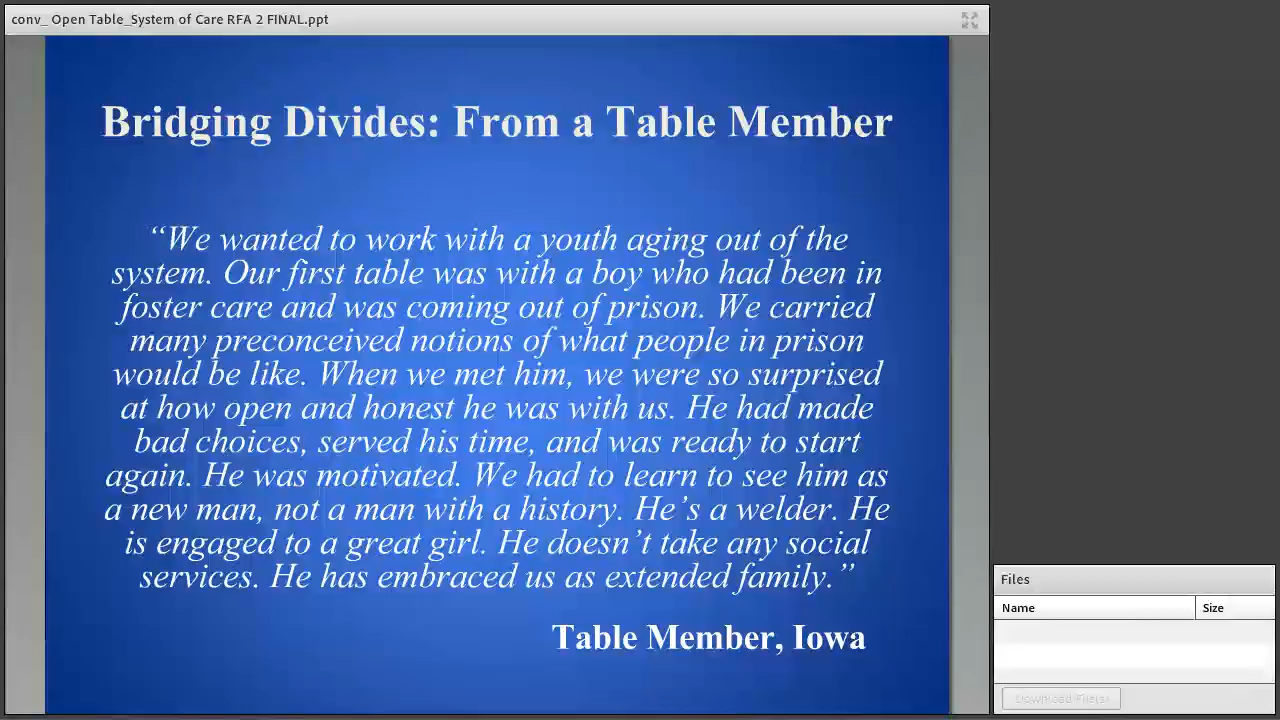 conv_ Open Table_System of Care RFA 2 FINAL.ppt
Bridging Divides: From a Table Member
“We wanted to work with a youth aging out of the
system. Our first table was with a boy who had been in
foster care and was coming out of prison. We carried
many preconceived notions of what people in prison
would be like. When we met him, we were so surprised
at how open and honest he was with us. He had made
bad choices, served his time, and was ready to start
again. He was motivated. We had to learn to see him as
a new man, not a man with a history. He’s a welder. He
is engaged to a great girl. He doesn’t take any social
services. He has embraced us as extended family.”
Table Member, Iowa
Files
Name Size
Download File(s)